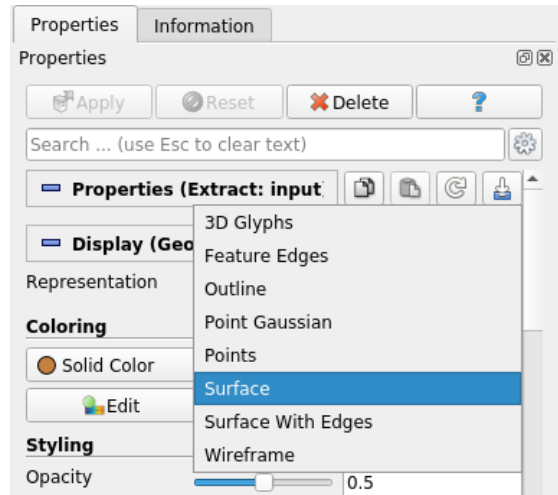 Properties Information
Properties
Apply Reset Delete ?
Search ... (use Esc to clear text)
Properties (Extract: input
Display (Geo
Representation
Coloring
Solid Color
Edit
Styling
Opacity
3D Glyphs
Feature Edges
Outline
Point Gaussian
Points
Surface
Surface With Edges
Wireframe
0.5